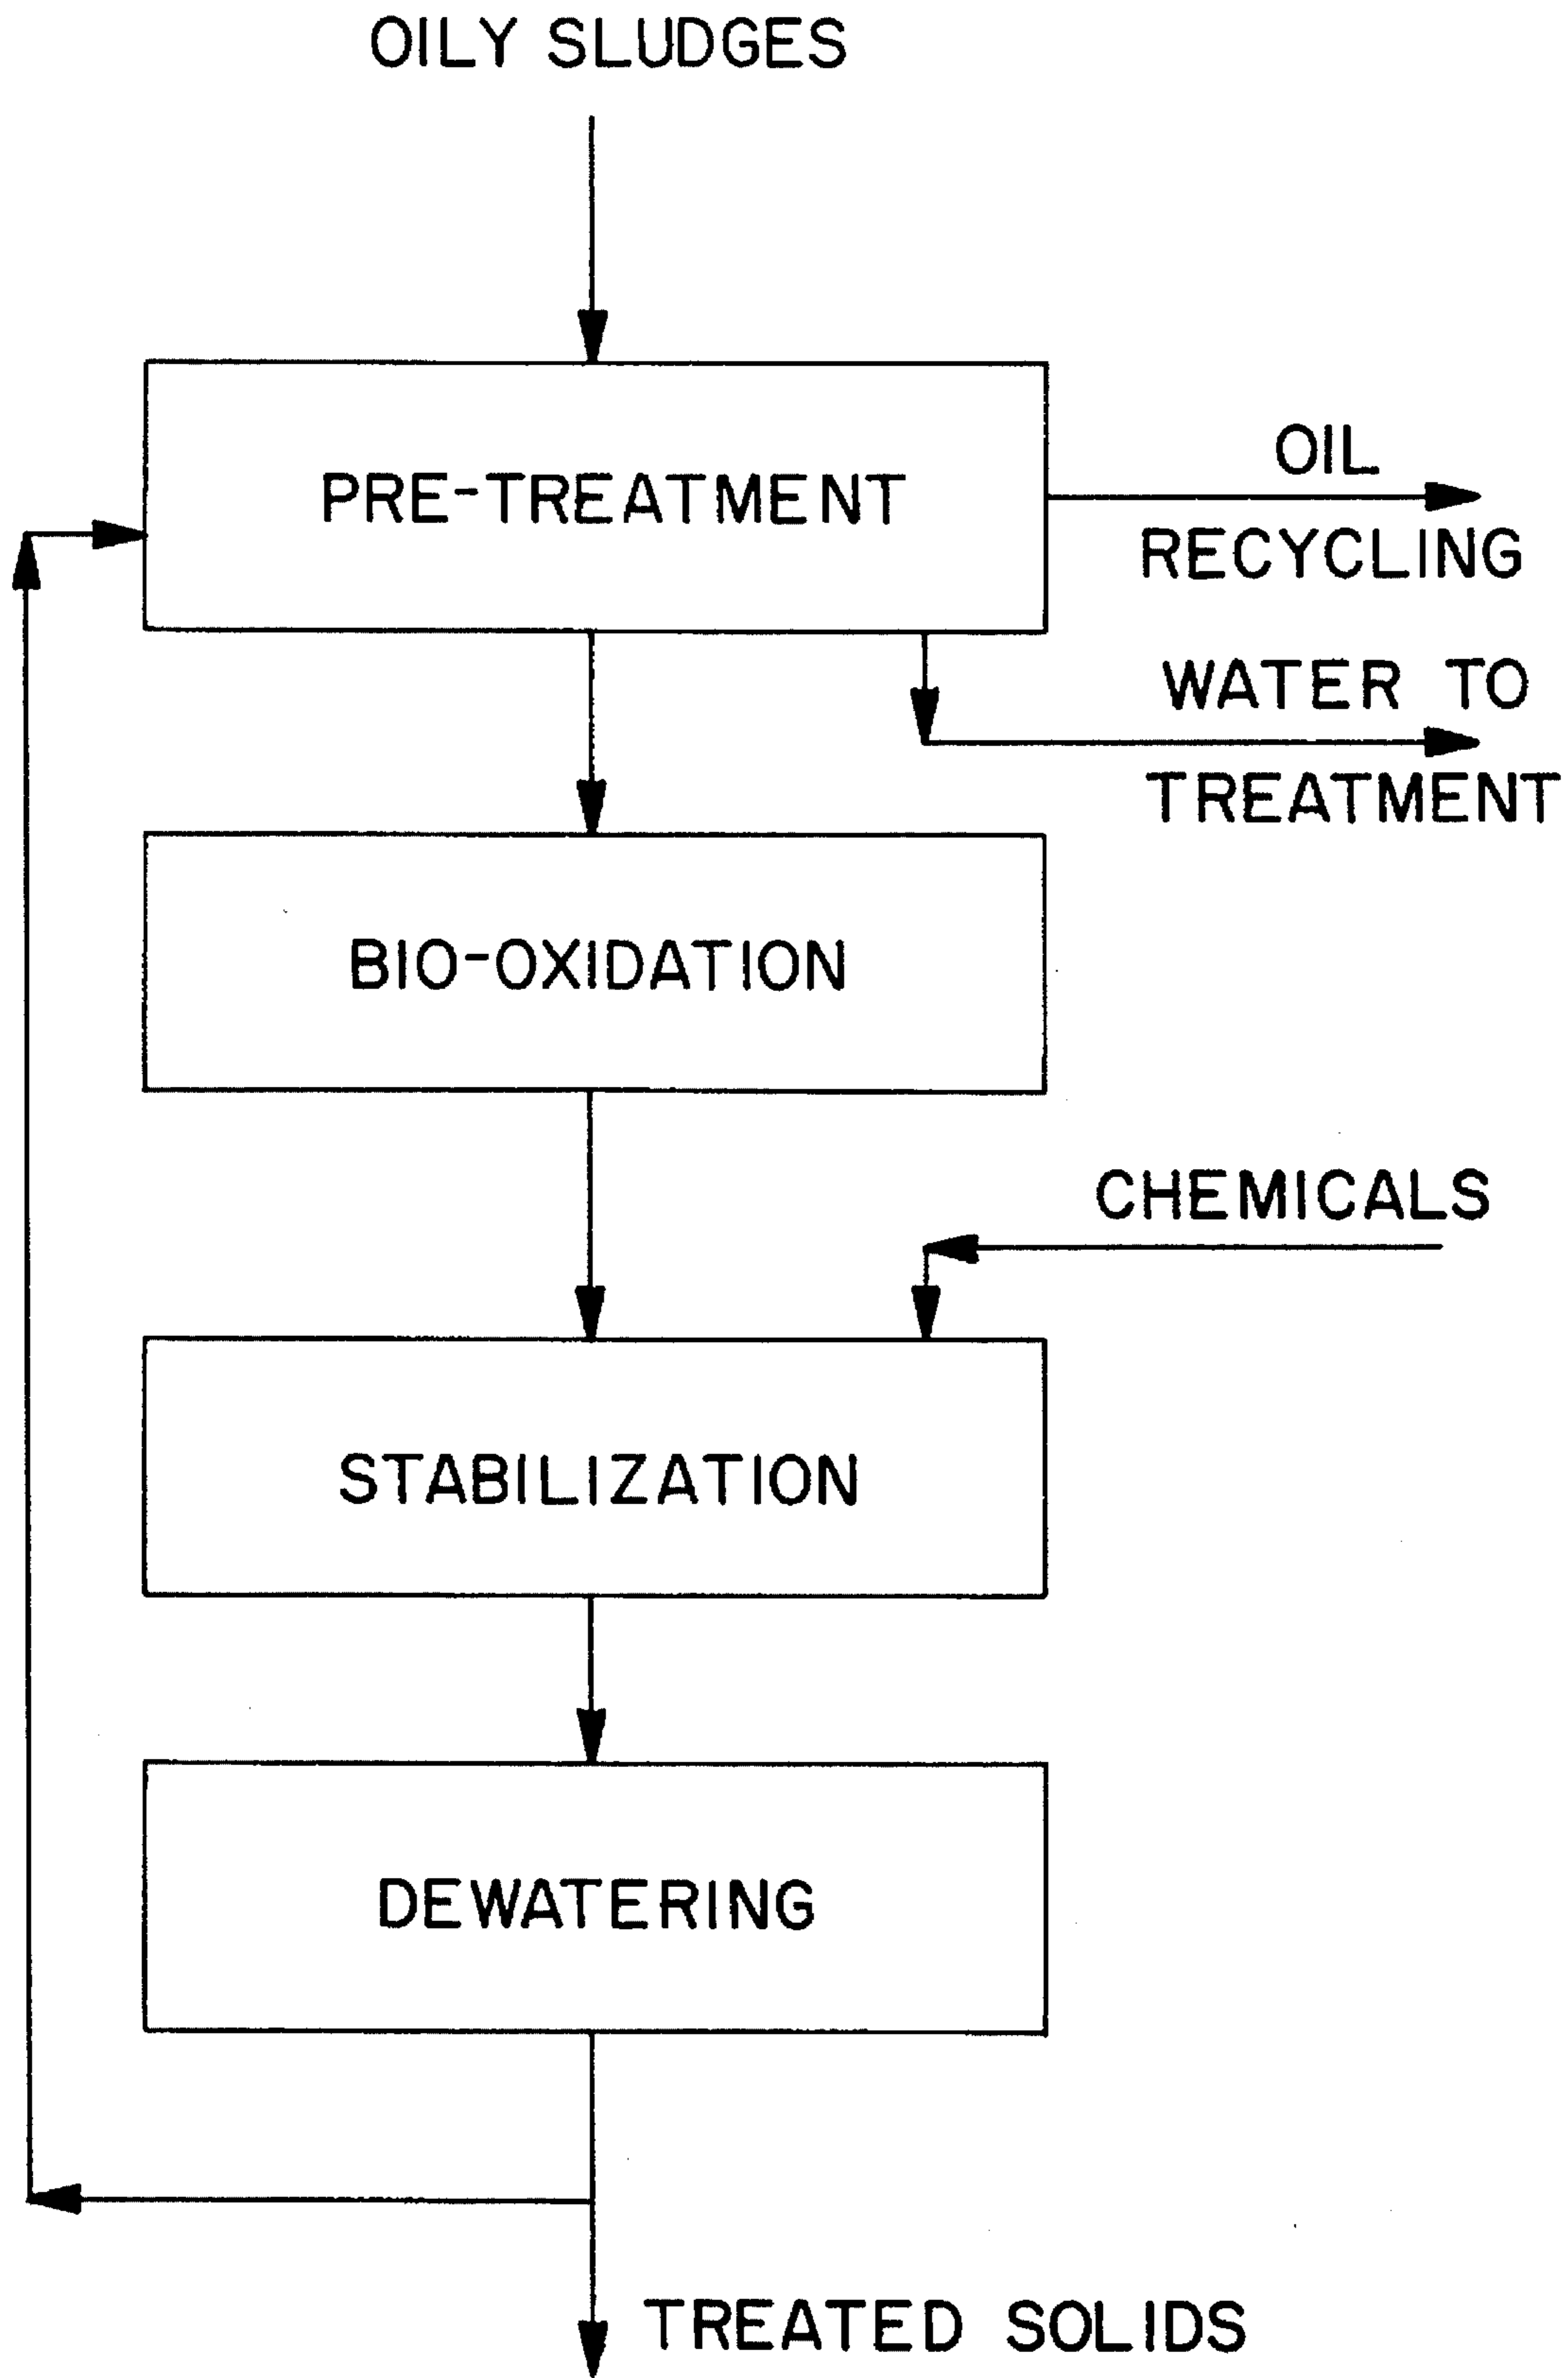 OILY SLUDGES
PRE-TREATMENT
OIL
RECYCLING
WATER TO
TREATMENT
BIO-OXIDATION
CHEMICALS
STABILIZATION
DEWATERING
TREATED SOLIDS